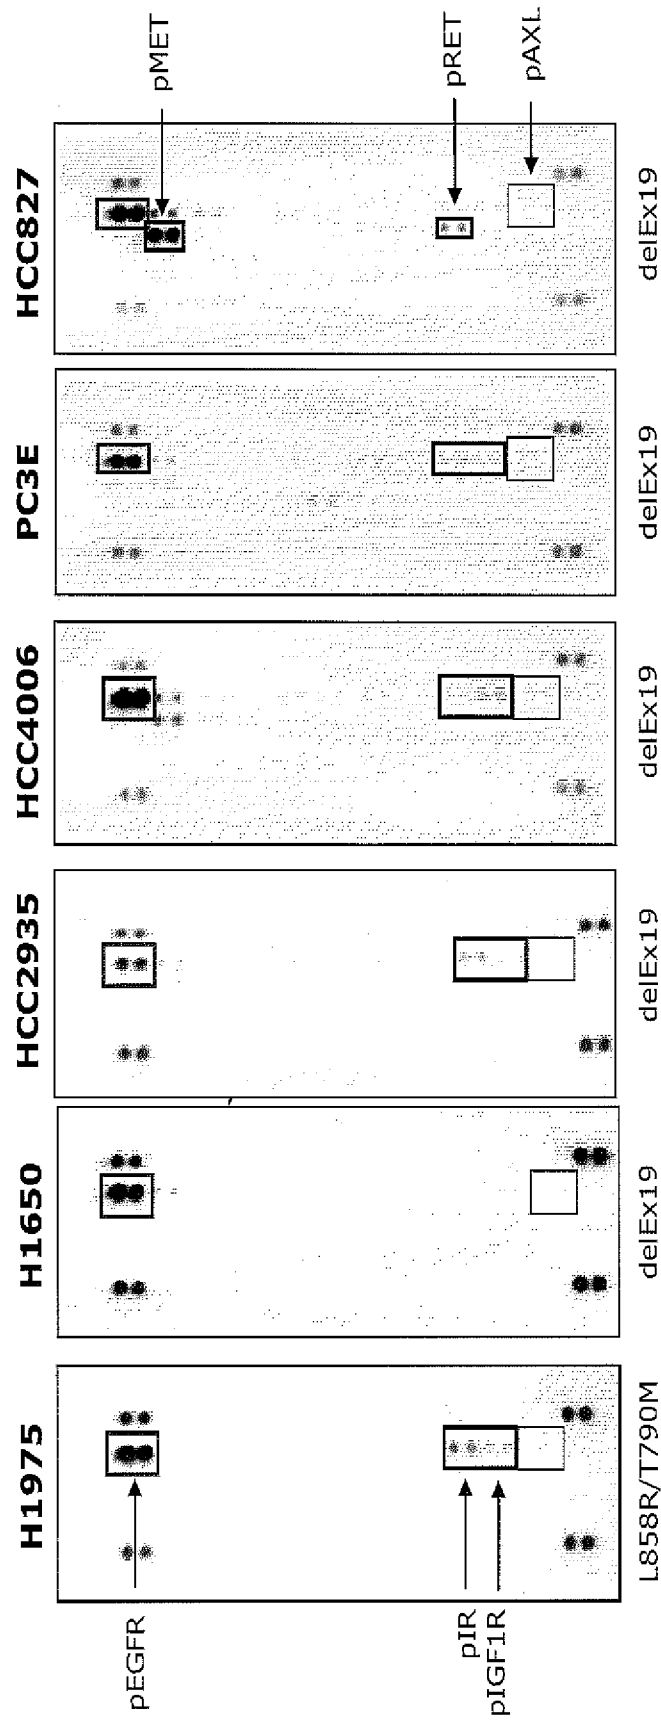 H1975
H1650
HCC2935
HCC4006
PC3E
HCC827
pEGFR
pIR
pIGF1R
pMET
pRET
pAXL
L858R/T790M
delEx19
delEx19
delEx19
delEx19
delEx19